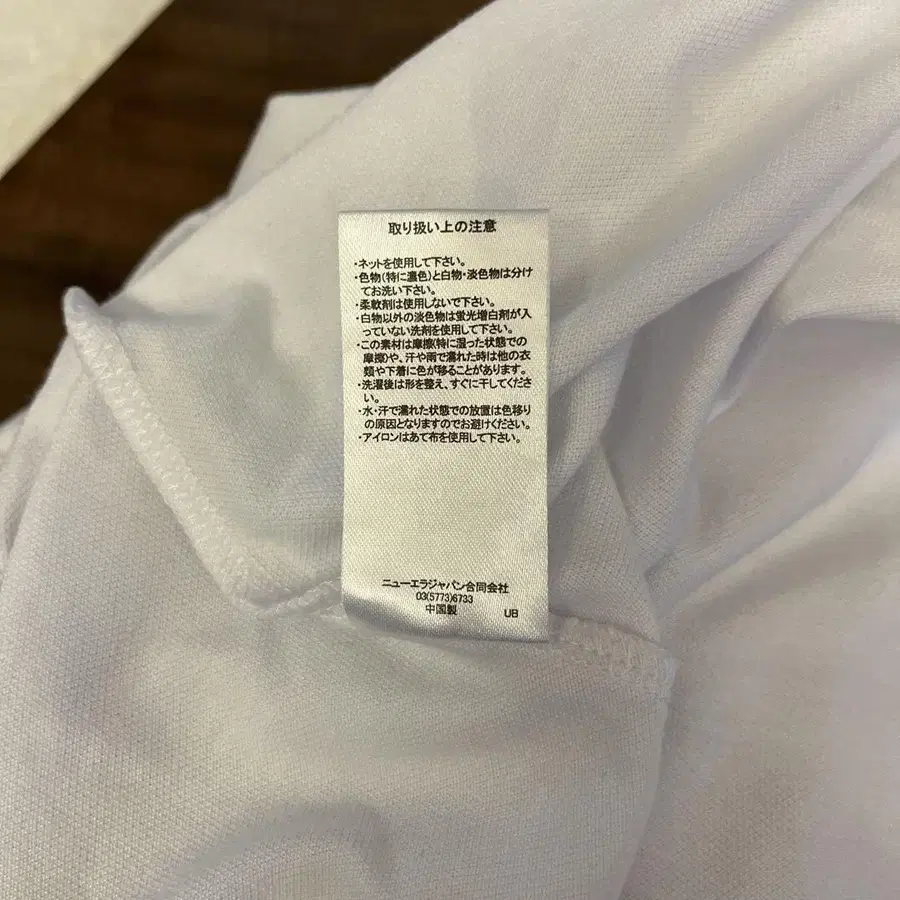 取り扱い上の注意
・ネットを使用して下さい。
・色物(特に濃色)と白物・淡色物は分け
てお洗い下さい。
・柔軟剤は使用しないで下さい。
・白物以外の淡色物は蛍光増白剤が入
っていない洗剤を使用して下さい。
・この素材は摩擦(特に湿った状態での
摩擦)や、汗や雨で濡れた時は他の衣
類や下着に色が移ることがあります。
・洗濯後は形を整え、すぐに干してくださ
い。
・水・汗で濡れた状態での放置は色移り
の原因となりますのでお避けください。
・アイロンはあて布を使用して下さい。
ニューエラジャパン合同会社
03(5773)6733
中国製
UB